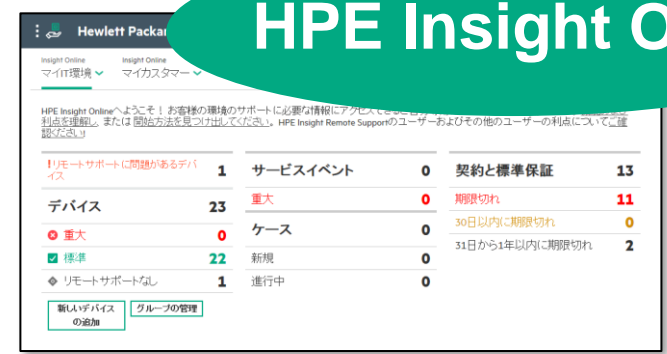 HPE Insight O
Hewlett Packar
Insight Online Insight Online
マイIT環境 マイカスタマー
HPE Insight Onlineへようこそ！ お客様の環境のサポートに必要な情報にアクセスできる
利点を理解し、または 開始方法を見つけ出してください。HPE Insight Remote Supportのユーザーおよびその他のユーザーの利点についてご確
認ください!
!リモートサポートに問題があるデバイス 1
デバイス 23
重大 0
標準 22
リモートサポートなし 1
新しいデバイスの追加 グループの管理
サービスイベント 0
重大 0
ケース 0
新規 0
進行中 0
契約と標準保証 13
期限切れ 11
30日以内に期限切れ 0
31日から1年以内に期限切れ 2